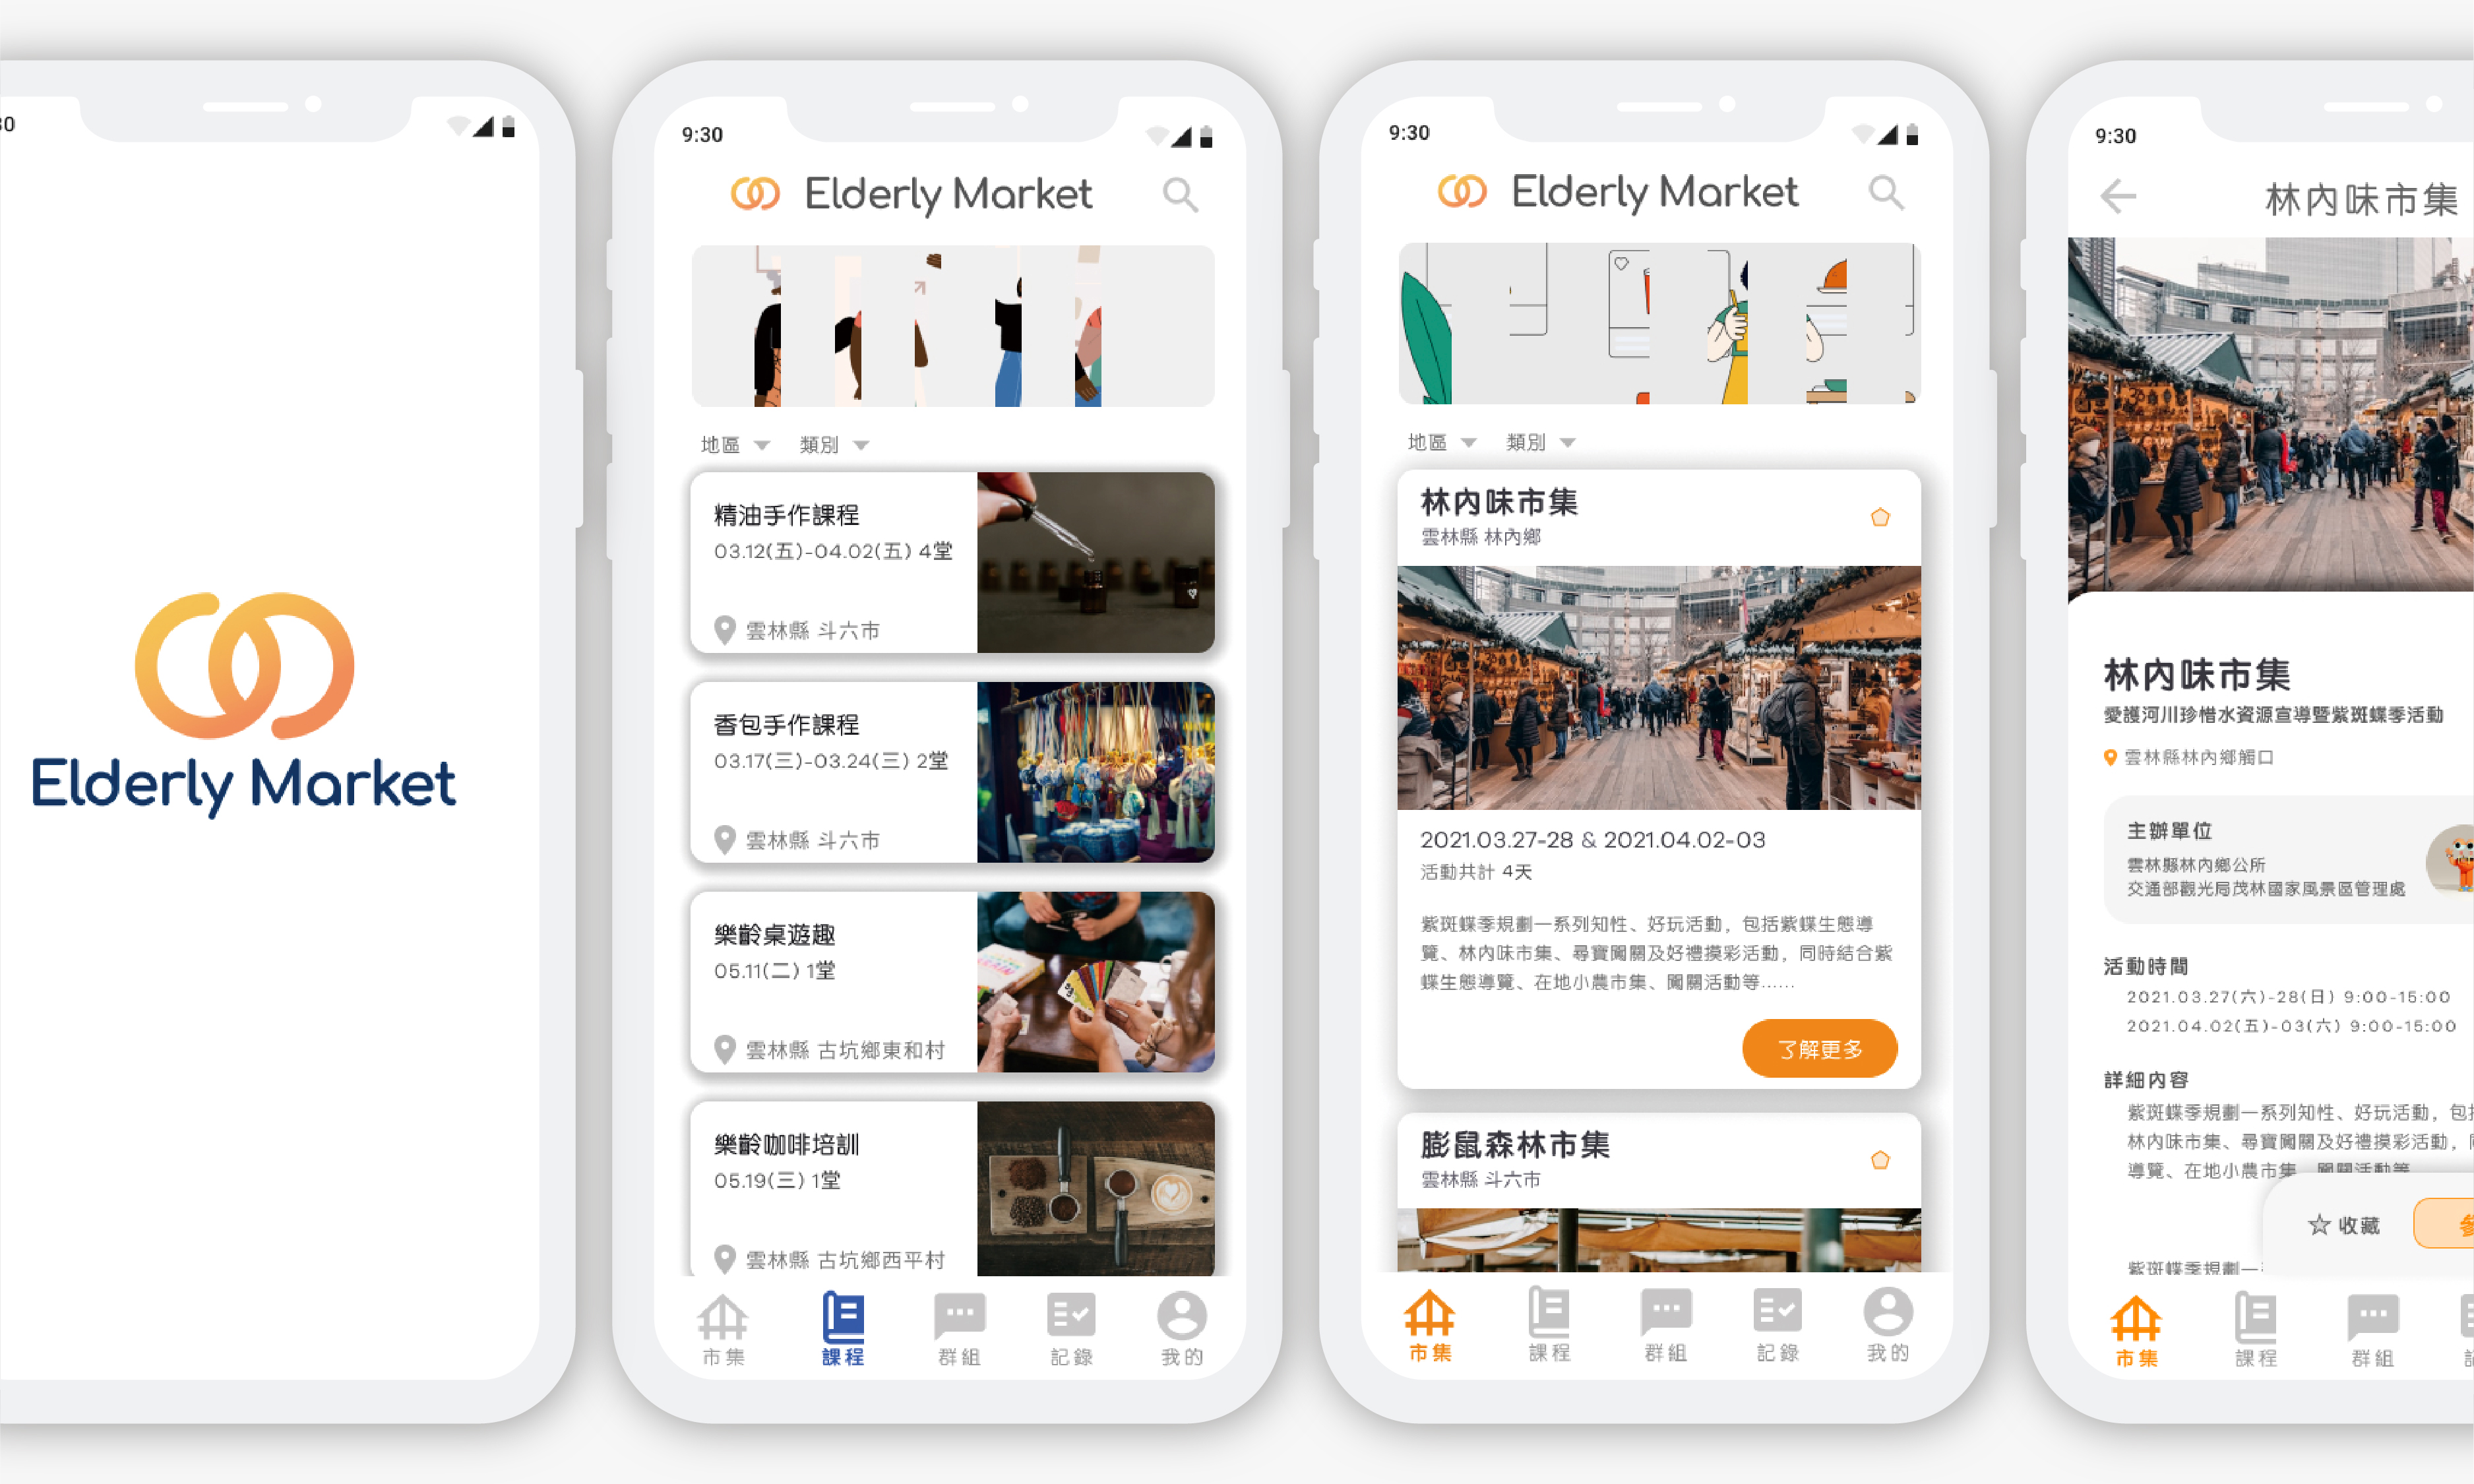 30
Elderly Market
9:30
Elderly Market
地區
類別
精油手作課程
03.12(五)-04.02(五) 4堂
雲林縣 斗六市
香包手作課程
03.17(三)-03.24(三) 2堂
雲林縣 斗六市
樂齡桌遊趣
05.11(二) 1堂
雲林縣 古坑鄉東和村
樂齡咖啡培訓
05.19(三) 1堂
雲林縣 古坑鄉西平村
市集
課程
群組
記錄
我的
9:30
Elderly Market
地區
類別
林內味市集
雲林縣 林內鄉
2021.03.27-28 & 2021.04.02-03
活動共計 4天
紫斑蝶季規劃一系列知性、好玩活動，包括紫蝶生態導
覽、林內味市集、尋寶闖關及好禮摸彩活動，同時結合紫
蝶生態導覽、在地小農市集、闖關活動等......
了解更多
膨鼠森林市集
雲林縣 斗六市
市集
課程
群組
記錄
我的
9:30
林內味市集
林內味市集
愛護河川珍惜水資源宣導暨紫斑蝶季活動
雲林縣林內鄉觸口
主辦單位
雲林縣林內鄉公所
交通部觀光局茂林國家風景區管理處
活動時間
2021.03.27(六)-28(日) 9:00-15:00
2021.04.02(五)-03(六) 9:00-15:00
詳細內容
紫斑蝶季規劃一系列知性、好玩活動，包
林內味市集、尋寶闖關及好禮摸彩活動，
導覽、在地小農市集、闖關活動等
☆ 收藏
紫斑蝶季規劃一
市集
課程
群組